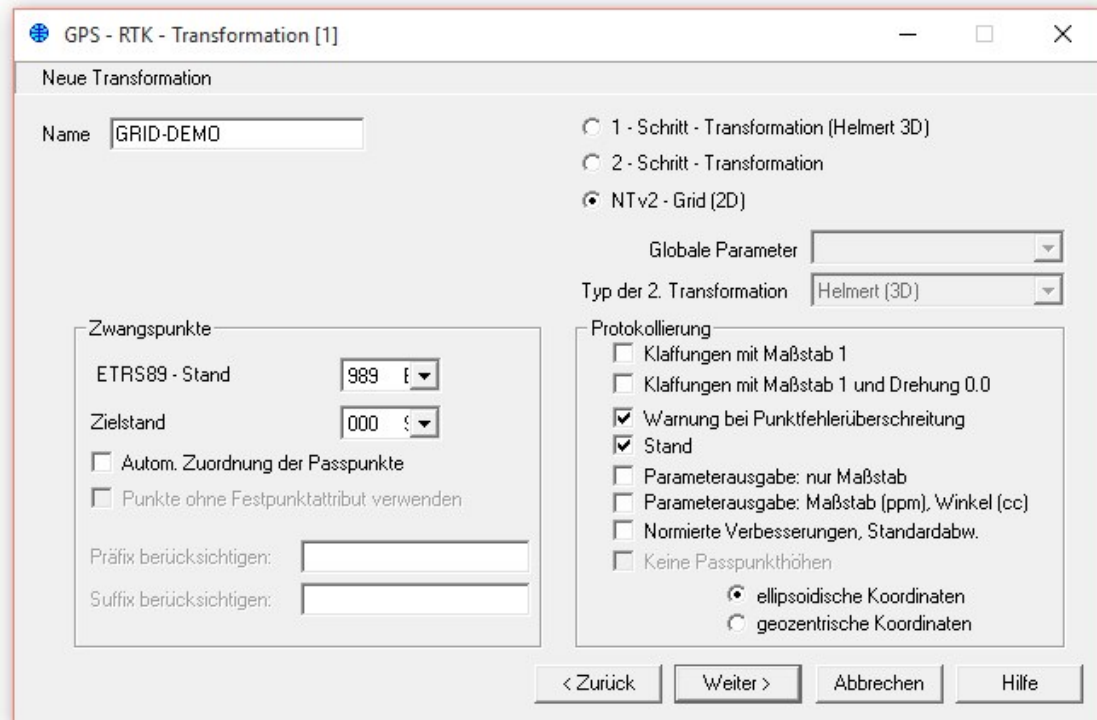 GPS - RTK - Transformation [1]
Neue Transformation
Name GRID-DEMO
1 - Schritt - Transformation (Helmert 3D)
2 - Schritt - Transformation
NTv2 - Grid (2D)
Globale Parameter
Typ der 2. Transformation Helmert (3D)
Zwangspunkte
ETRS89 - Stand 989
Zielstand 000
Autom. Zuordnung der Passpunkte
Punkte ohne Festpunktattribut verwenden
Präfix berücksichtigen:
Suffix berücksichtigen:
Protokollierung
Klaffungen mit Maßstab 1
Klaffungen mit Maßstab 1 und Drehung 0.0
Warnung bei Punktfehlerüberschreitung
Stand
Parameterausgabe: nur Maßstab
Parameterausgabe: Maßstab (ppm), Winkel (cc)
Normierte Verbesserungen, Standardabw.
Keine Passpunkthöhen
ellipsoidische Koordinaten
geozentrische Koordinaten
< Zurück Weiter > Abbrechen Hilfe